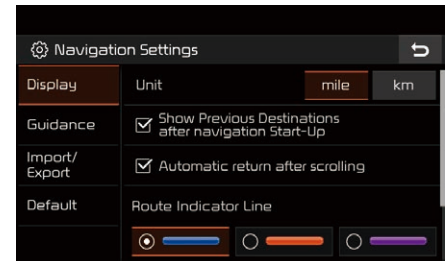 Navigation Settings
Display
Unit
mile
km
Guidance
Show Previous Destinations
after navigation Start-Up
Import/
Export
Automatic return after scrolling
Default
Route Indicator Line